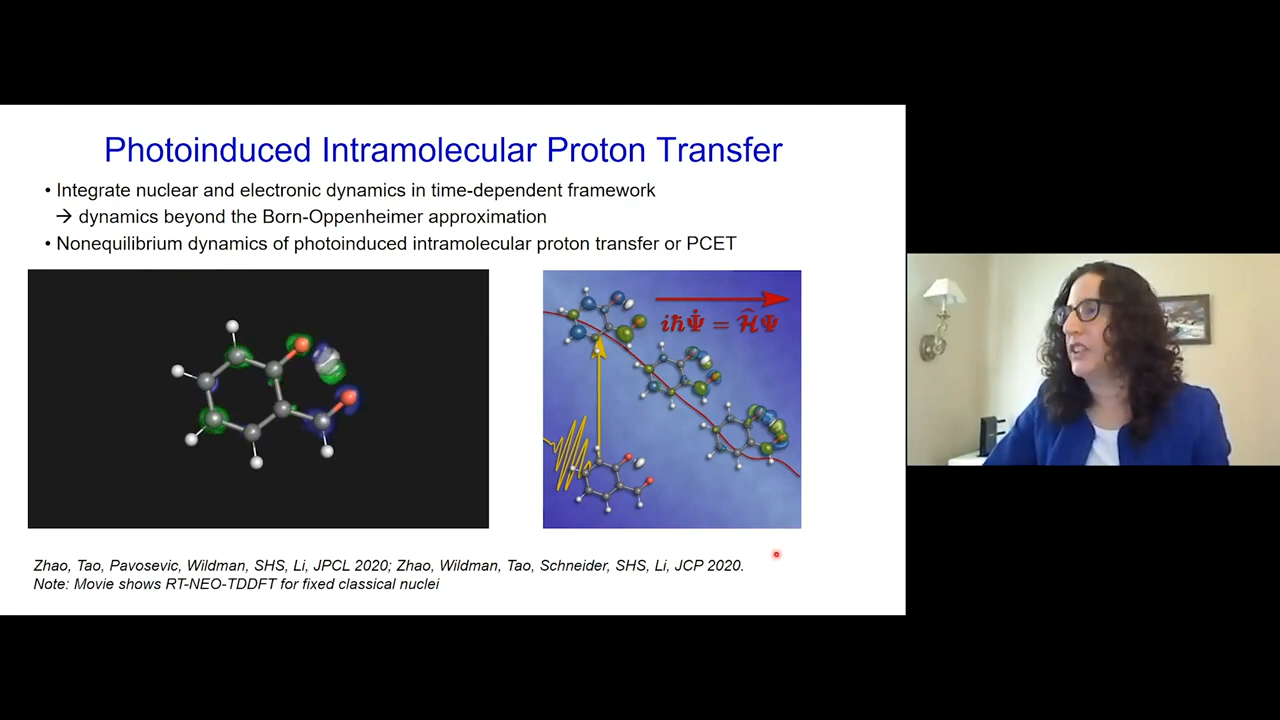 Photoinduced Intramolecular Proton Transfer
• Integrate nuclear and electronic dynamics in time-dependent framework
→ dynamics beyond the Born-Oppenheimer approximation
• Nonequilibrium dynamics of photoinduced intramolecular proton transfer or PCET
iħΨ̇ = ĤΨ
Zhao, Tao, Pavosevic, Wildman, SHS, Li, JPCL 2020; Zhao, Wildman, Tao, Schneider, SHS, Li, JCP 2020.
Note: Movie shows RT-NEO-TDDFT for fixed classical nuclei